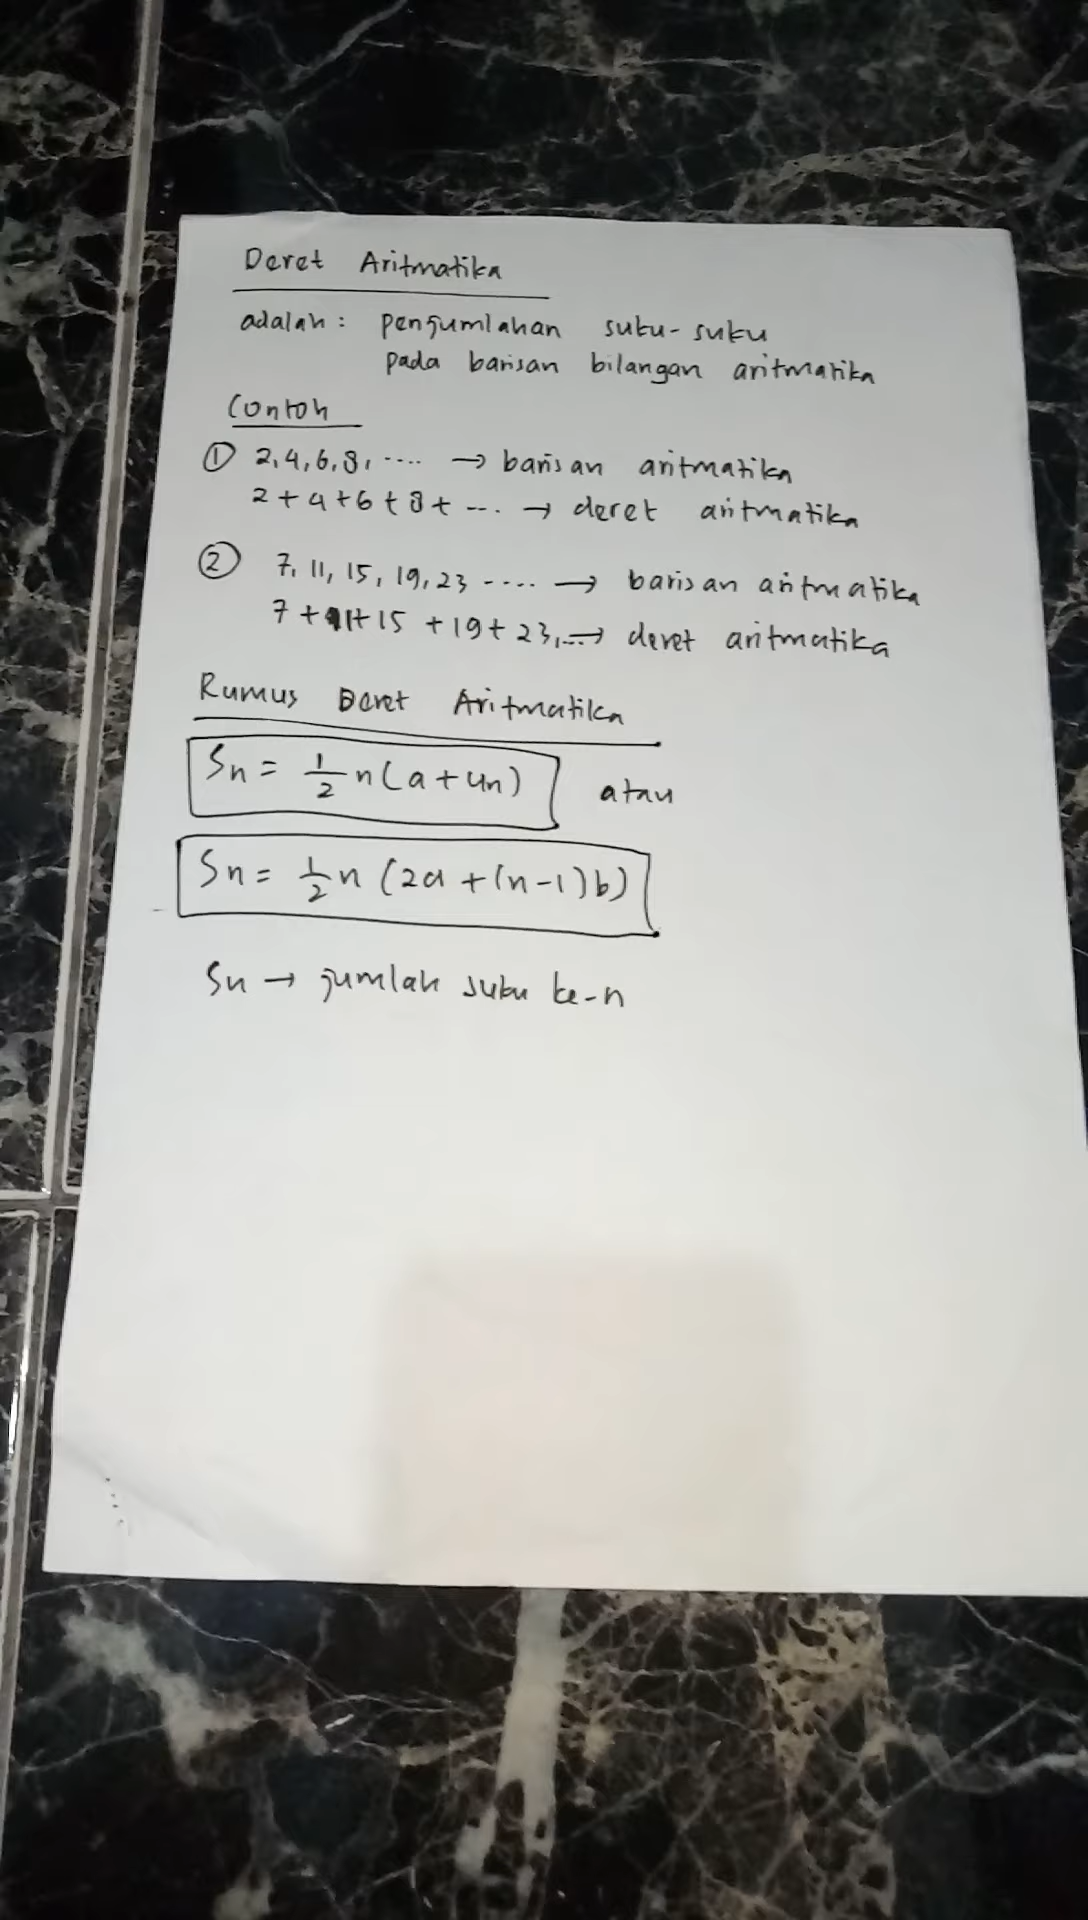 Deret Aritmatika
adalah : penjumlahan suku-suku
pada barisan bilangan aritmatika
Contoh
① 2, 4, 6, 8, .... → barisan aritmatika
2 + 4 + 6 + 8 + ... → deret aritmatika
② 7, 11, 15, 19, 23 ..... → barisan aritmatika
7 + 11 + 15 + 19 + 23, ... → deret aritmatika
Rumus Deret Aritmatika
Sn = 1/2 n (a + Un) atau
Sn = 1/2 n (2a + (n-1) b)
Sn → jumlah suku ke-n